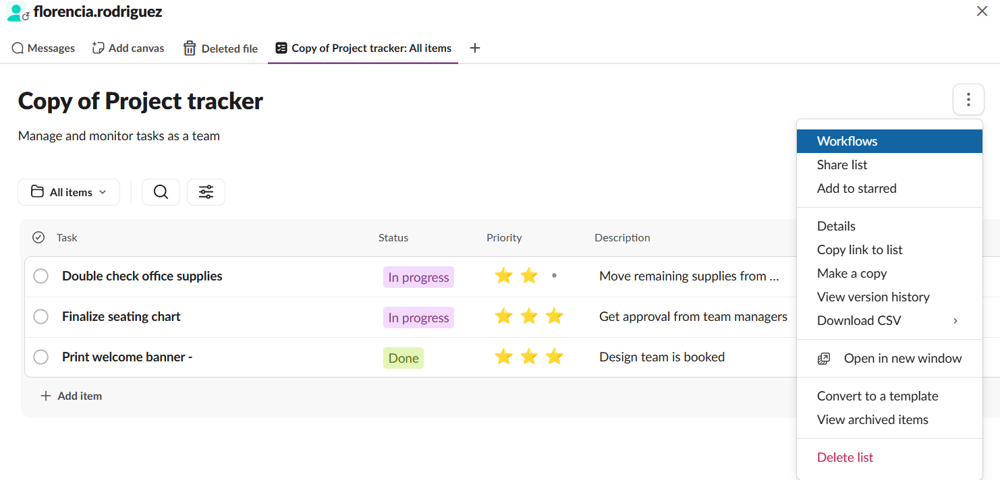 florencia.rodriguez
Messages Add canvas Deleted file Copy of Project tracker: All items
Copy of Project tracker
Manage and monitor tasks as a team
All items
Task Status Priority Description
Double check office supplies In progress Move remaining supplies from ...
Finalize seating chart In progress Get approval from team managers
Print welcome banner - Done Design team is booked
Add item
Workflows
Share list
Add to starred
Details
Copy link to list
Make a copy
View version history
Download CSV
Open in new window
Convert to a template
View archived items
Delete list